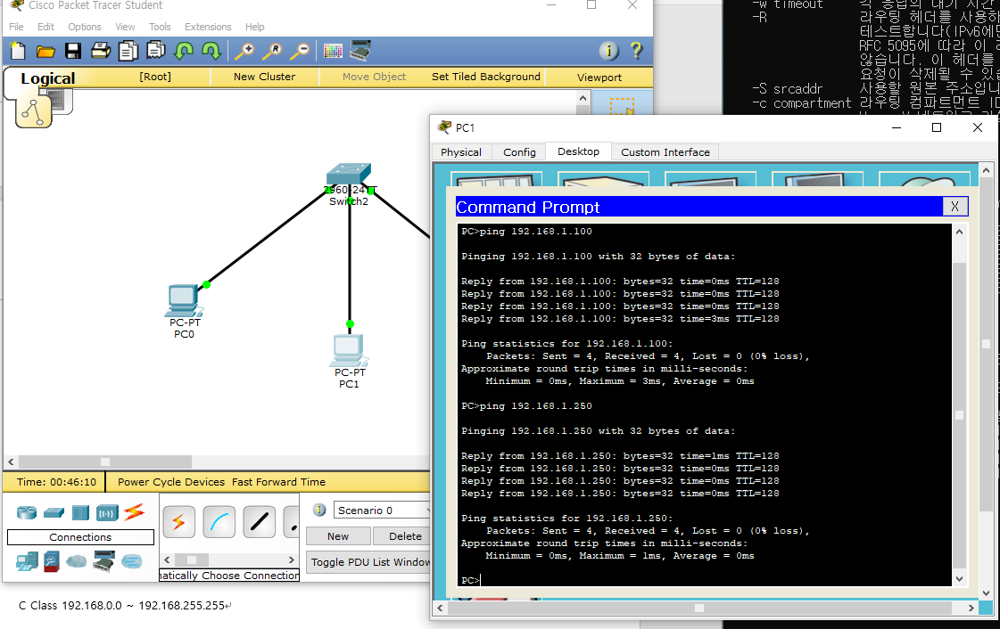 Cisco Packet Tracer Student
File Edit Options View Tools Extensions Help
Logical [Root] New Cluster Move Object Set Tiled Background Viewport
2960-24TT
Switch2
PC-PT
PC0
PC-PT
PC1
Time: 00:46:10 Power Cycle Devices Fast Forward Time
Connections
Scenario 0
New Delete
Toggle PDU List Window
Connection
C Class 192.168.0.0 ~ 192.168.255.255↵
-w timeout 각 응답의 대기 시간
-R 라우팅 헤더를 사용하
테스트합니다(IPv6에만
RFC 5095에 따라 이
않습니다. 이 헤더를
요청이 삭제될 수 있습
-S srcaddr 사용할 원본 주소입니
-c compartment 라우팅 컴파트먼트 ID
PC1
Physical Config Desktop Custom Interface
Command Prompt X
PC>ping 192.168.1.100
Pinging 192.168.1.100 with 32 bytes of data:
Reply from 192.168.1.100: bytes=32 time=0ms TTL=128
Reply from 192.168.1.100: bytes=32 time=0ms TTL=128
Reply from 192.168.1.100: bytes=32 time=0ms TTL=128
Reply from 192.168.1.100: bytes=32 time=3ms TTL=128
Ping statistics for 192.168.1.100:
Packets: Sent = 4, Received = 4, Lost = 0 (0% loss),
Approximate round trip times in milli-seconds:
Minimum = 0ms, Maximum = 3ms, Average = 0ms
PC>ping 192.168.1.250
Pinging 192.168.1.250 with 32 bytes of data:
Reply from 192.168.1.250: bytes=32 time=1ms TTL=128
Reply from 192.168.1.250: bytes=32 time=0ms TTL=128
Reply from 192.168.1.250: bytes=32 time=0ms TTL=128
Reply from 192.168.1.250: bytes=32 time=0ms TTL=128
Ping statistics for 192.168.1.250:
Packets: Sent = 4, Received = 4, Lost = 0 (0% loss),
Approximate round trip times in milli-seconds:
Minimum = 0ms, Maximum = 1ms, Average = 0ms
PC>